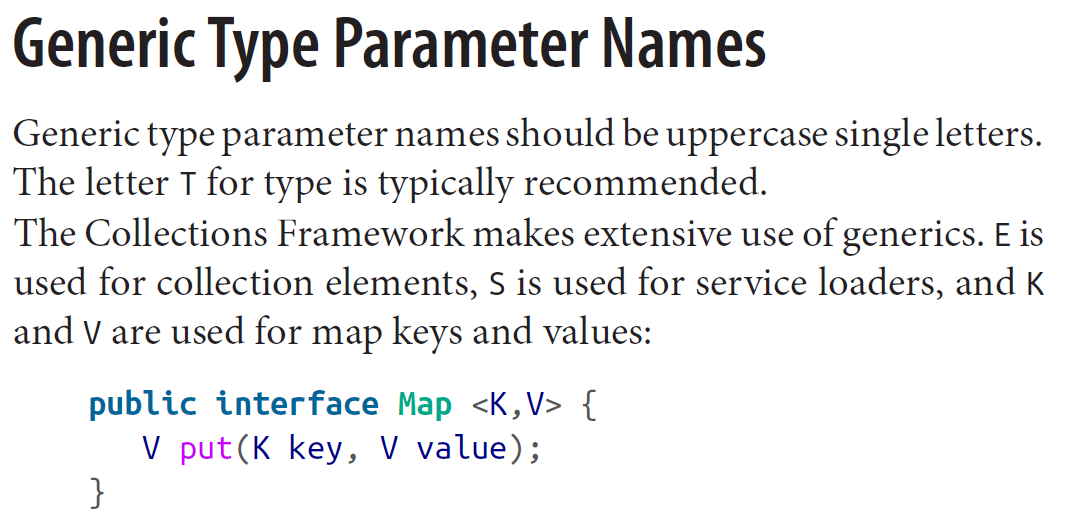 Generic Type Parameter Names
Generic type parameter names should be uppercase single letters.
The letter T for type is typically recommended.
The Collections Framework makes extensive use of generics. E is
used for collection elements, S is used for service loaders, and K
and V are used for map keys and values:
public interface Map <K,V> {
   V put(K key, V value);
}